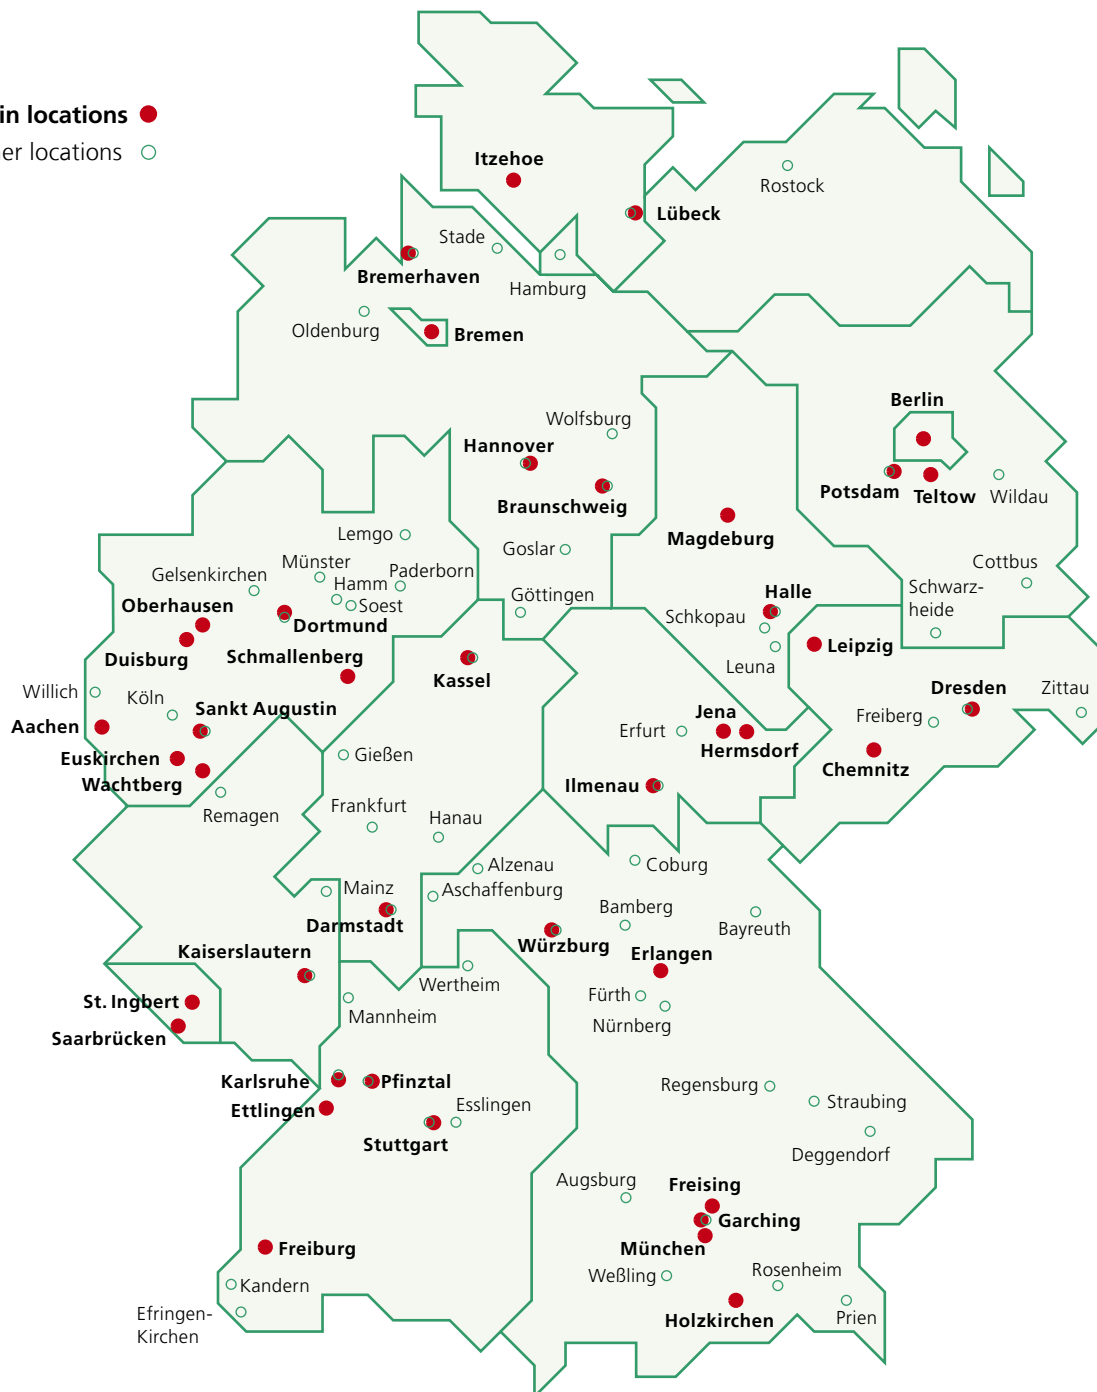 in locations
er locations
Itzehoe
Rostock
Lübeck
Stade
Bremerhaven
Hamburg
Oldenburg
Bremen
Berlin
Wolfsburg
Hannover
Potsdam
Teltow
Wildau
Braunschweig
Magdeburg
Lemgo
Goslar
Münster
Gelsenkirchen
Hamm
Paderborn
Cottbus
Schwarz-
heide
Göttingen
Halle
Oberhausen
Soest
Schkopau
Dortmund
Leipzig
Duisburg
Schmallenberg
Leuna
Kassel
Willich
Köln
Dresden
Zittau
Sankt Augustin
Jena
Aachen
Erfurt
Freiberg
Hermsdorf
Euskirchen
Gießen
Chemnitz
Wachtberg
Ilmenau
Remagen
Frankfurt
Hanau
Alzenau
Coburg
Mainz
Aschaffenburg
Bamberg
Darmstadt
Bayreuth
Würzburg
Kaiserslautern
Erlangen
Wertheim
St. Ingbert
Fürth
Mannheim
Nürnberg
Saarbrücken
Karlsruhe
Pfinztal
Regensburg
Straubing
Ettlingen
Esslingen
Stuttgart
Deggendorf
Augsburg
Freising
Garching
Freiburg
München
Weßling
Rosenheim
Kandern
Efringen-
Kirchen
Holzkirchen
Prien